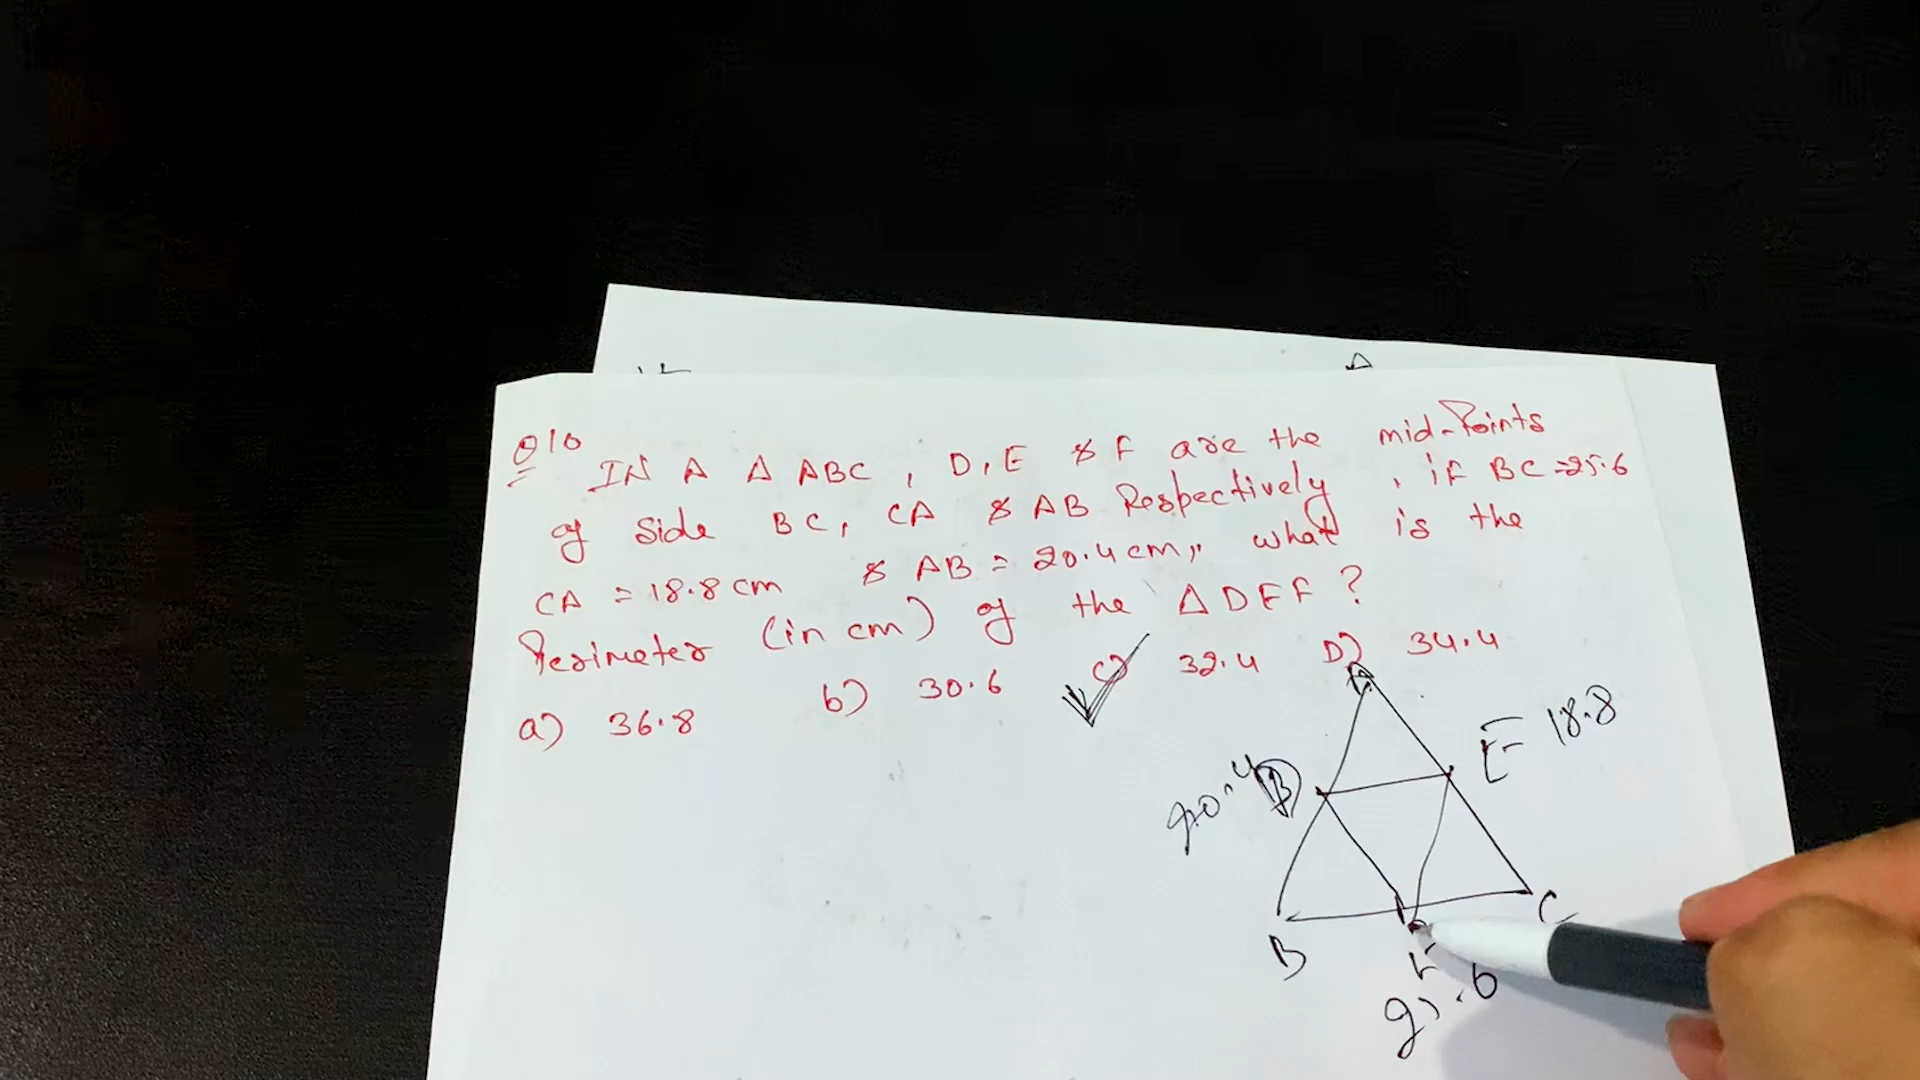 Q10
IN A Δ ABC, D, E & F are the mid-Points
of side BC, CA & AB Respectively, if BC = 25.6
CA = 18.8 cm & AB = 20.4 cm, what is the
Perimeter (in cm) of the Δ DEF ?
a) 36.8 b) 30.6 c) 32.4 D) 34.4
A
20.4 D
E 18.8
B
F
C
25.6